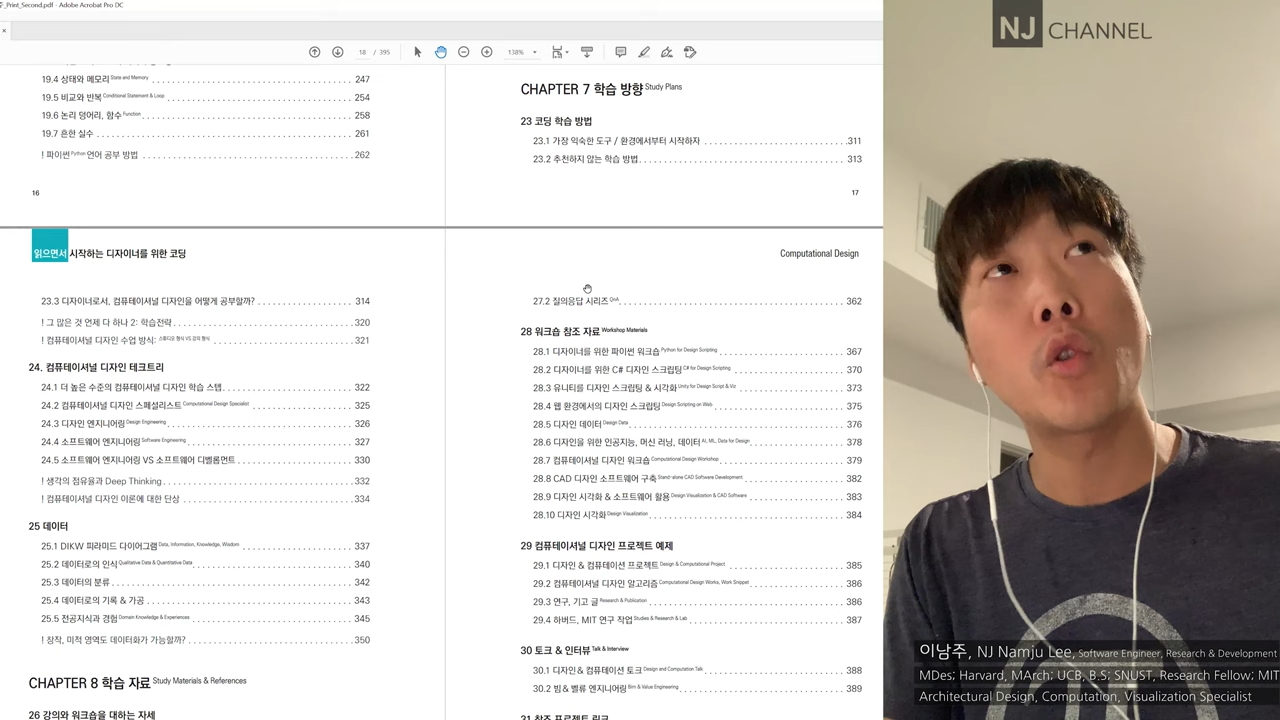 _Print_Second.pdf - Adobe Acrobat Pro DC
18 / 395
138%
19.4 상태와 메모리 State and Memory 247
19.5 비교와 반복 Conditional Statement & Loop 254
19.6 논리 덩어리, 함수 Function 258
19.7 흔한 실수 261
! 파이썬 Python 언어 공부 방법 262
16
CHAPTER 7 학습 방향 Study Plans
23 코딩 학습 방법
23.1 가장 익숙한 도구 / 환경에서부터 시작하자 311
23.2 추천하지 않는 학습 방법 313
17
읽으면서 시작하는 디자이너를 위한 코딩
23.3 디자이너로서, 컴퓨테이셔널 디자인을 어떻게 공부할까? 314
! 그 많은 것 언제 다 하나 2: 학습전략 320
! 컴퓨테이셔널 디자인 수업 방식: 스튜디오 형식 VS 강의 형식 321
24. 컴퓨테이셔널 디자인 테크트리
24.1 더 높은 수준의 컴퓨테이셔널 디자인 학습 스텝 322
24.2 컴퓨테이셔널 디자인 스페셜리스트 Computational Design Specialist 325
24.3 디자인 엔지니어링 Design Engineering 326
24.4 소프트웨어 엔지니어링 Software Engineering 327
24.5 소프트웨어 엔지니어링 VS 소프트웨어 디벨롭먼트 330
! 생각의 점유율과 Deep Thinking 332
! 컴퓨테이셔널 디자인 이론에 대한 단상 334
25 데이터
25.1 DIKW 피라미드 다이어그램 Data, Information, Knowledge, Wisdom 337
25.2 데이터로의 인식 Qualitative Data & Quantitative Data 340
25.3 데이터의 분류 342
25.4 데이터로의 기록 & 가공 343
25.5 전공지식과 경험 Domain Knowledge & Experiences 345
! 창작, 미적 영역도 데이터화가 가능할까? 350
CHAPTER 8 학습 자료 Study Materials & References
26 강의와 워크숍을 대하는 자세
Computational Design
27.2 질의응답 시리즈 QnA 362
28 워크숍 참조 자료 Workshop Materials
28.1 디자이너를 위한 파이썬 워크숍 Python for Design Scripting 367
28.2 디자이너를 위한 C# 디자인 스크립팅 C# for Design Scripting 370
28.3 유니티를 디자인 스크립팅 & 시각화 Unity for Design Script & Viz 373
28.4 웹 환경에서의 디자인 스크립팅 Design Scripting on Web 375
28.5 디자인 데이터 Design Data 376
28.6 디자인을 위한 인공지능, 머신 러닝, 데이터 AI, ML, Data for Design 378
28.7 컴퓨테이셔널 디자인 워크숍 Computational Design Workshop 379
28.8 CAD 디자인 소프트웨어 구축 Stand-alone CAD Software Development 382
28.9 디자인 시각화 & 소프트웨어 활용 Design Visualization & CAD Software 383
28.10 디자인 시각화 Design Visualization 384
29 컴퓨테이셔널 디자인 프로젝트 예제
29.1 디자인 & 컴퓨테이션 프로젝트 Design & Computational Project 385
29.2 컴퓨테이셔널 디자인 알고리즘 Computational Design Works, Work Snippet 386
29.3 연구, 기고 글 Research & Publication 386
29.4 하버드, MIT 연구 작업 Studies & Research & Lab 387
30 토크 & 인터뷰 Talk & Interview
30.1 디자인& 컴퓨테이션 토크 Design and Computation Talk 388
30.2 빔 & 밸류 엔지니어링 Bim & Value Engineering 389
NJ CHANNEL
이남주, NJ Namju Lee, Software Engineer, Research & Development
MDes; Harvard, MArch; UCB, B.S; SNUST, Research Fellow; MIT
Architectural Design, Computation, Visualization Specialist